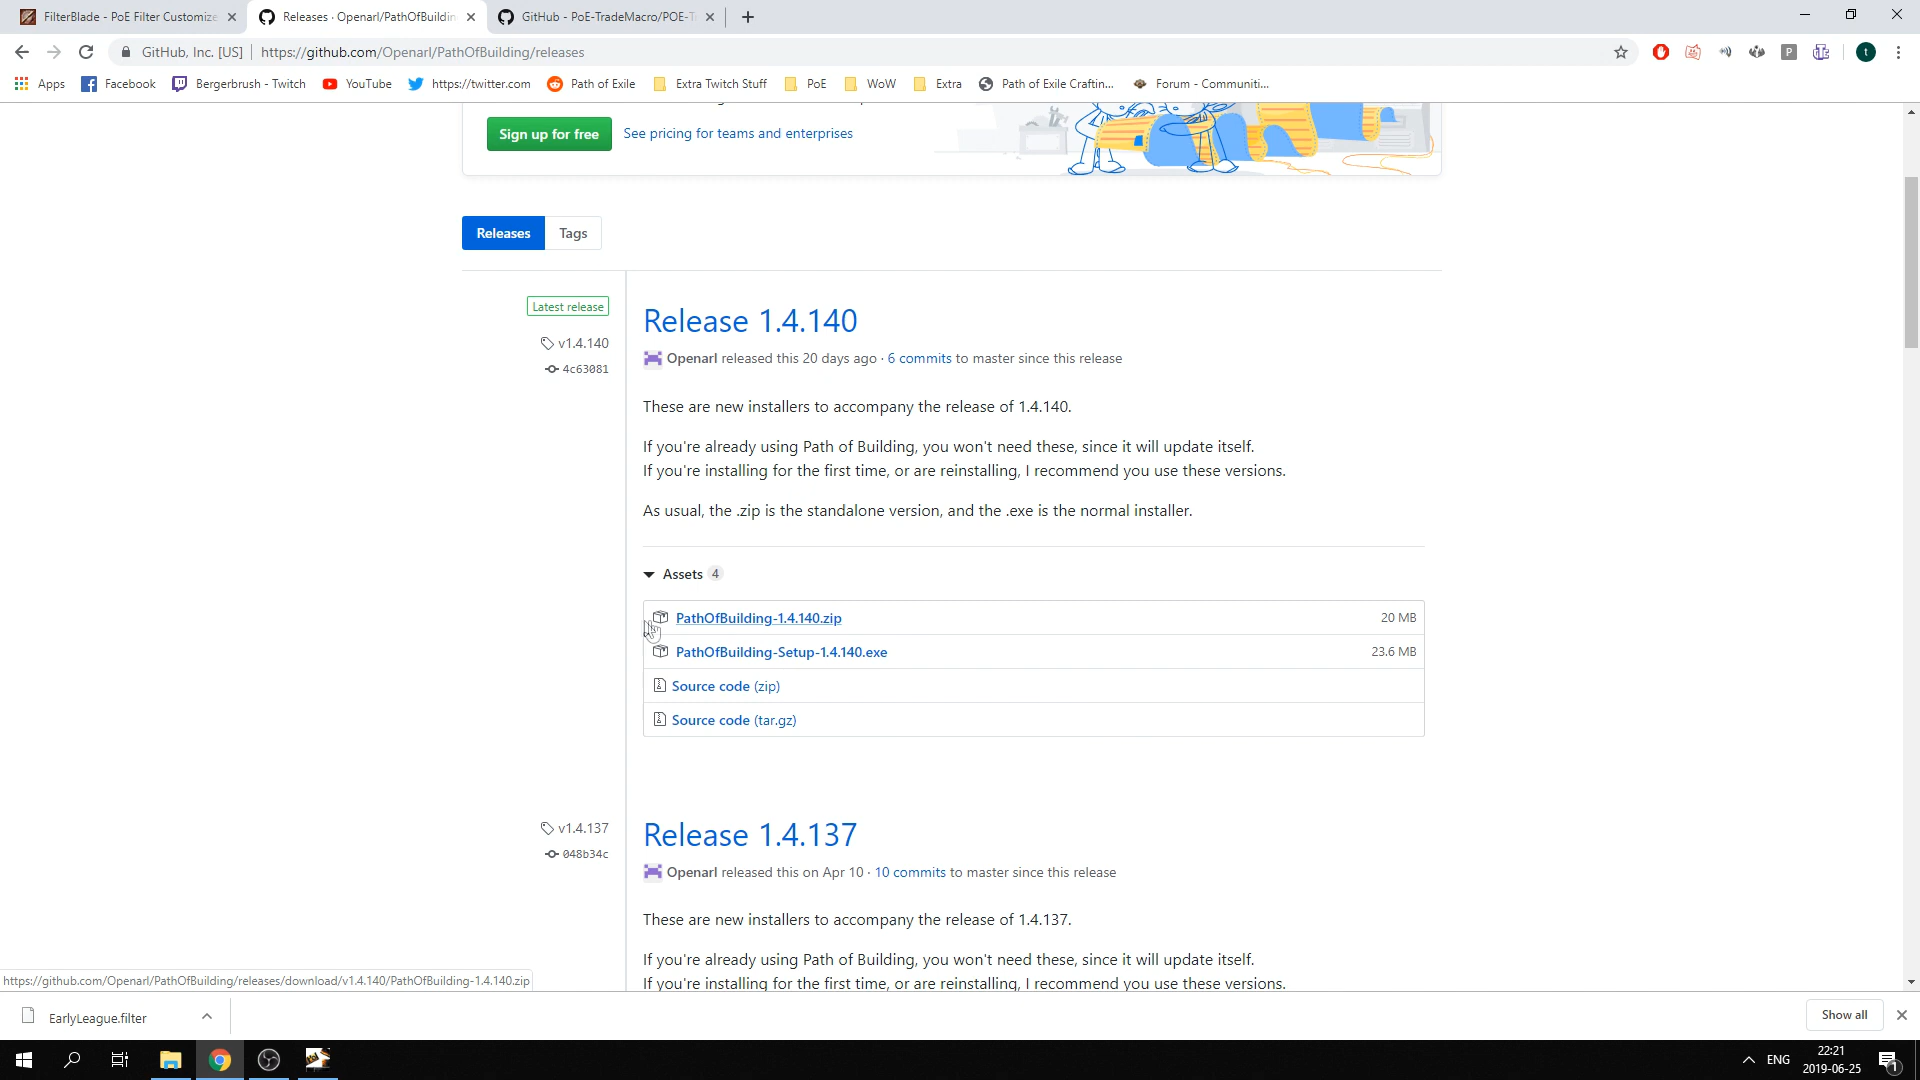 FilterBlade - PoE Filter Customize
Releases · Openarl/PathOfBuildin
GitHub - PoE-TradeMacro/POE-T
GitHub, Inc. [US]
https://github.com/Openarl/PathOfBuilding/releases
P
t
Apps
Facebook
Bergerbrush - Twitch
YouTube
https://twitter.com
Path of Exile
Extra Twitch Stuff
PoE
WoW
Extra
Path of Exile Craftin...
Forum - Communiti...
Sign up for free
See pricing for teams and enterprises
Releases
Tags
Latest release
v1.4.140
4c63081
Release 1.4.140
Openarl released this 20 days ago · 6 commits to master since this release
These are new installers to accompany the release of 1.4.140.
If you're already using Path of Building, you won't need these, since it will update itself.
If you're installing for the first time, or are reinstalling, I recommend you use these versions.
As usual, the .zip is the standalone version, and the .exe is the normal installer.
Assets 4
PathOfBuilding-1.4.140.zip
20 MB
PathOfBuilding-Setup-1.4.140.exe
23.6 MB
Source code (zip)
Source code (tar.gz)
v1.4.137
048b34c
Release 1.4.137
Openarl released this on Apr 10 · 10 commits to master since this release
These are new installers to accompany the release of 1.4.137.
If you're already using Path of Building, you won't need these, since it will update itself.
If you're installing for the first time, or are reinstalling, I recommend you use these versions.
https://github.com/Openarl/PathOfBuilding/releases/download/v1.4.140/PathOfBuilding-1.4.140.zip
EarlyLeague.filter
Show all
ENG
22:21
2019-06-25
1